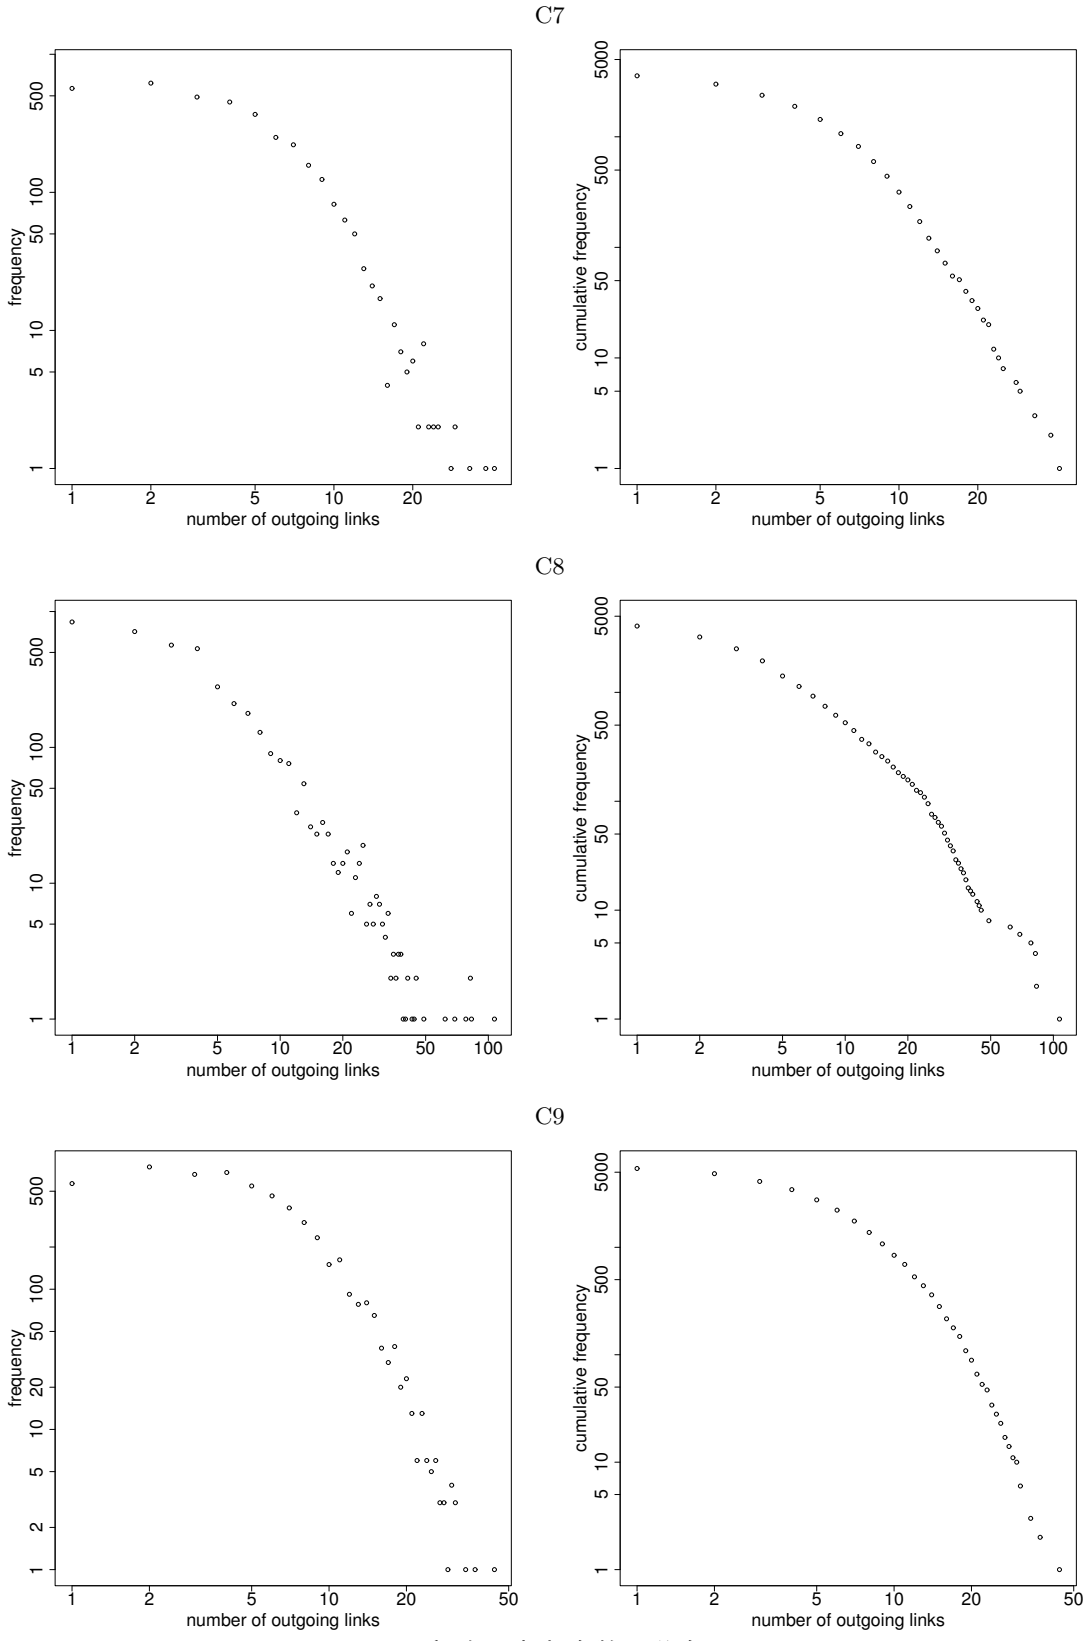 C7
frequency
1 5 10 50 100 500
1 2 5 10 20
number of outgoing links
cumulative frequency
1 5 10 50 500 5000
1 2 5 10 20
number of outgoing links
C8
frequency
1 5 10 50 100 500
1 2 5 10 20 50 100
number of outgoing links
cumulative frequency
1 5 10 50 500 5000
1 2 5 10 20 50 100
number of outgoing links
C9
frequency
1 2 5 10 20 50 100 500
1 2 5 10 20 50
number of outgoing links
cumulative frequency
1 5 10 50 500 5000
1 2 5 10 20 50
number of outgoing links